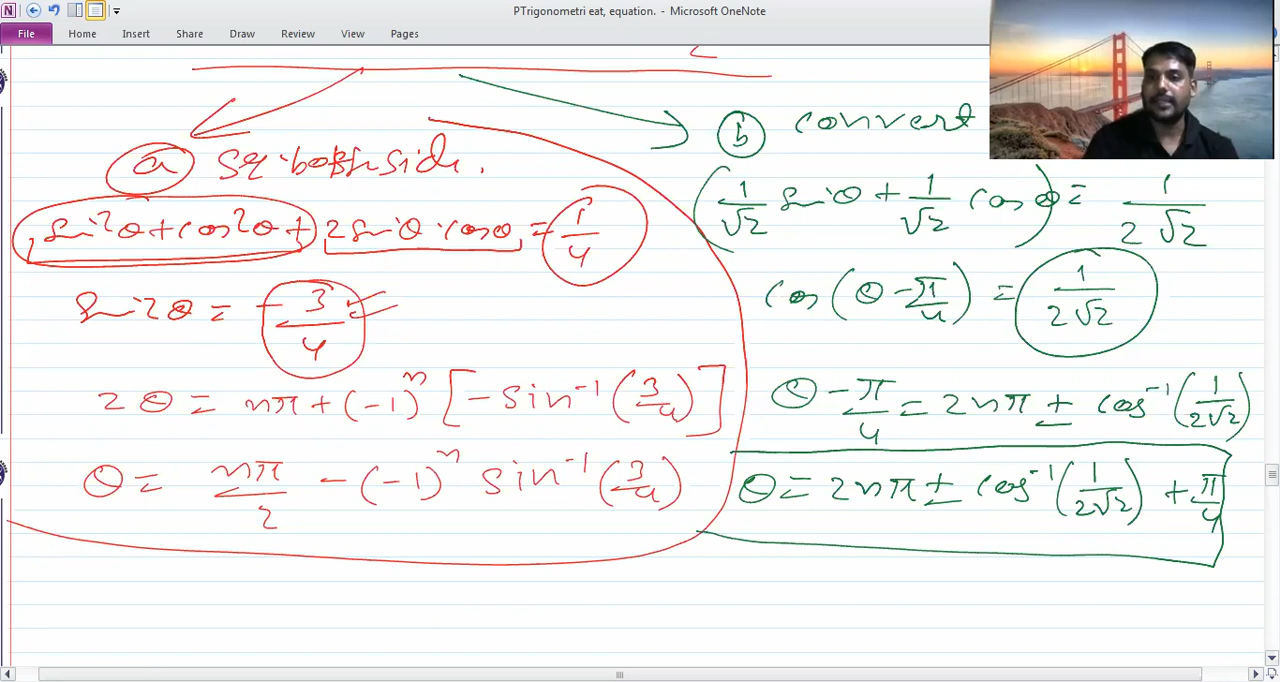 PTrigonometri eat, equation. - Microsoft OneNote
File Home Insert Share Draw Review View Pages
2
(a) sq. both side.
sin²θ + cos²θ + 2 sinθ · cosθ = 1/4
sin 2θ = - 3/4
2θ = nπ + (-1)ⁿ [ - sin⁻¹ (3/4) ]
θ = nπ/2 - (-1)ⁿ sin⁻¹ (3/4)
(b) convert
( 1/√2 sinθ + 1/√2 cosθ ) = 1/2√2
cos ( θ - π/4 ) = 1/2√2
θ - π/4 = 2nπ ± cos⁻¹ ( 1/2√2 )
θ = 2nπ ± cos⁻¹ ( 1/2√2 ) + π/4